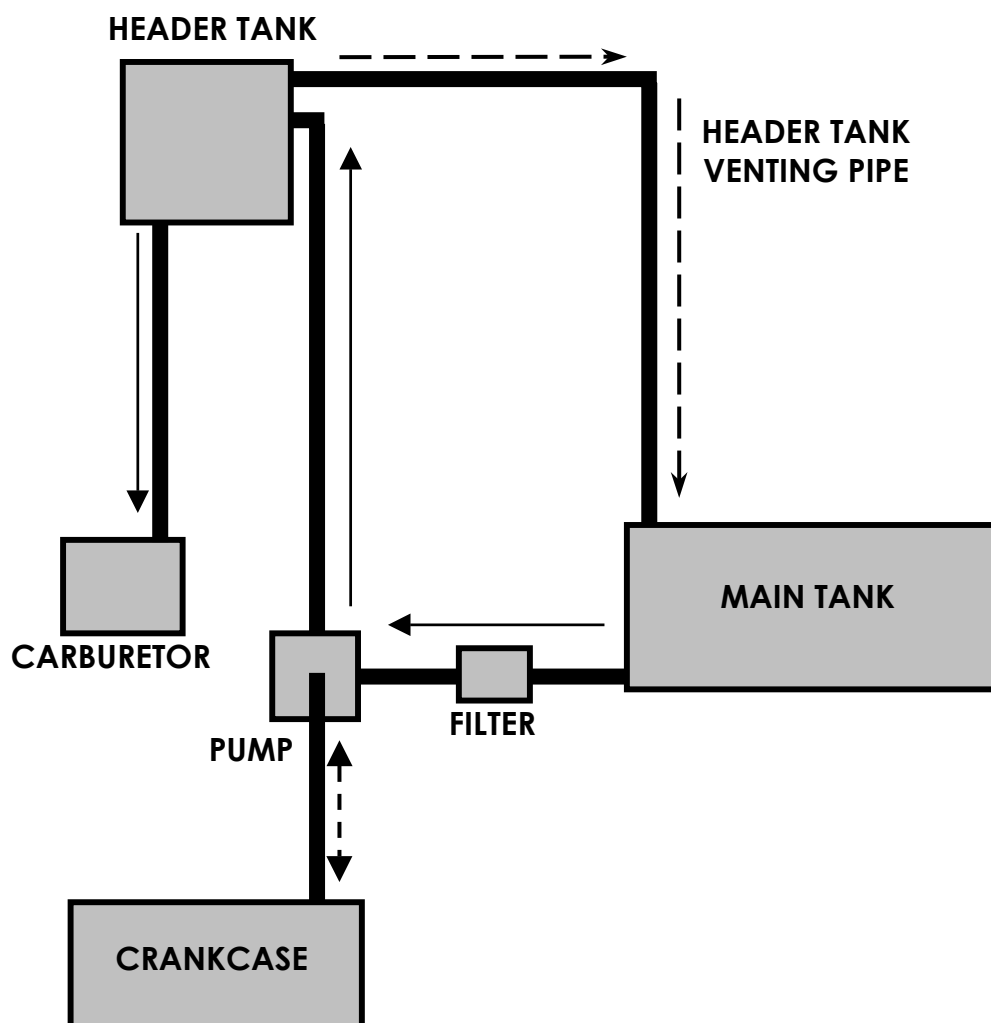 HEADER TANK
HEADER TANK
VENTING PIPE
MAIN TANK
CARBURETOR
FILTER
PUMP
CRANKCASE